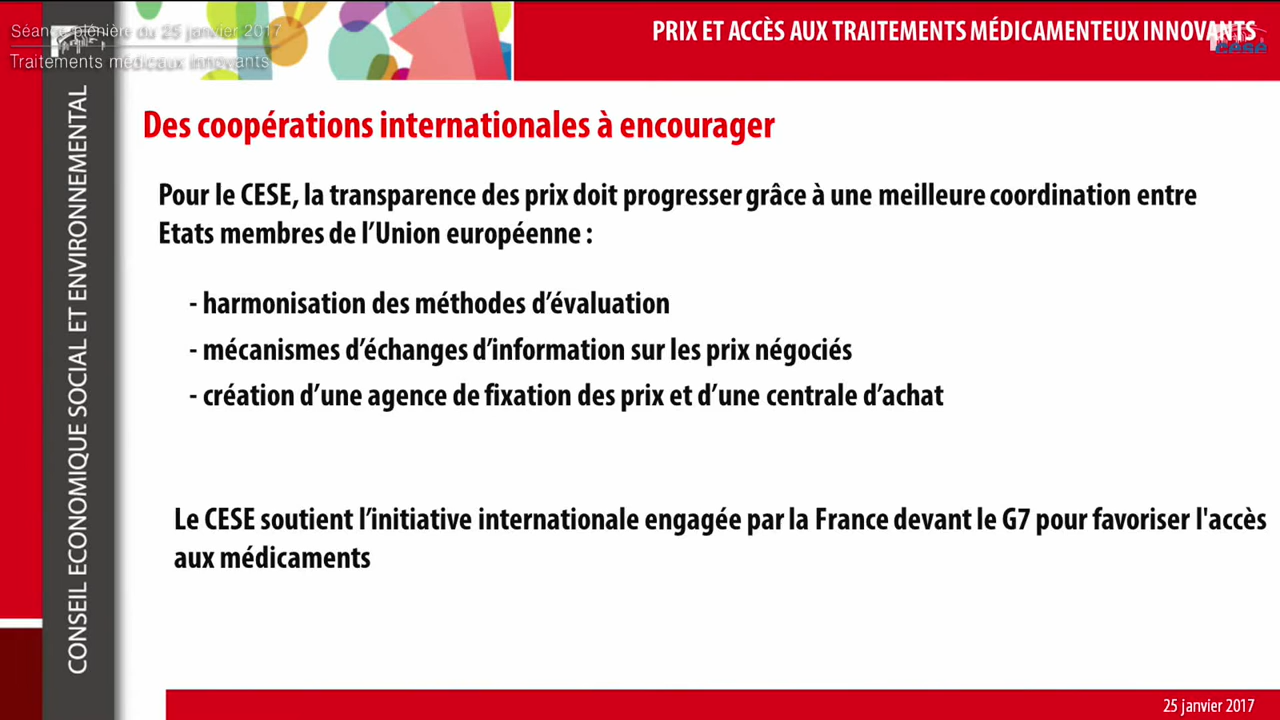 Séance plénière du 25 janvier 2017
Traitements médicaux innovants
PRIX ET ACCÈS AUX TRAITEMENTS MÉDICAMENTEUX INNOVANTS
cese
CONSEIL ECONOMIQUE SOCIAL ET ENVIRONNEMENTAL
Des coopérations internationales à encourager
Pour le CESE, la transparence des prix doit progresser grâce à une meilleure coordination entre
Etats membres de l’Union européenne :
- harmonisation des méthodes d’évaluation
- mécanismes d’échanges d’information sur les prix négociés
- création d’une agence de fixation des prix et d’une centrale d’achat
Le CESE soutient l’initiative internationale engagée par la France devant le G7 pour favoriser l'accès
aux médicaments
25 janvier 2017